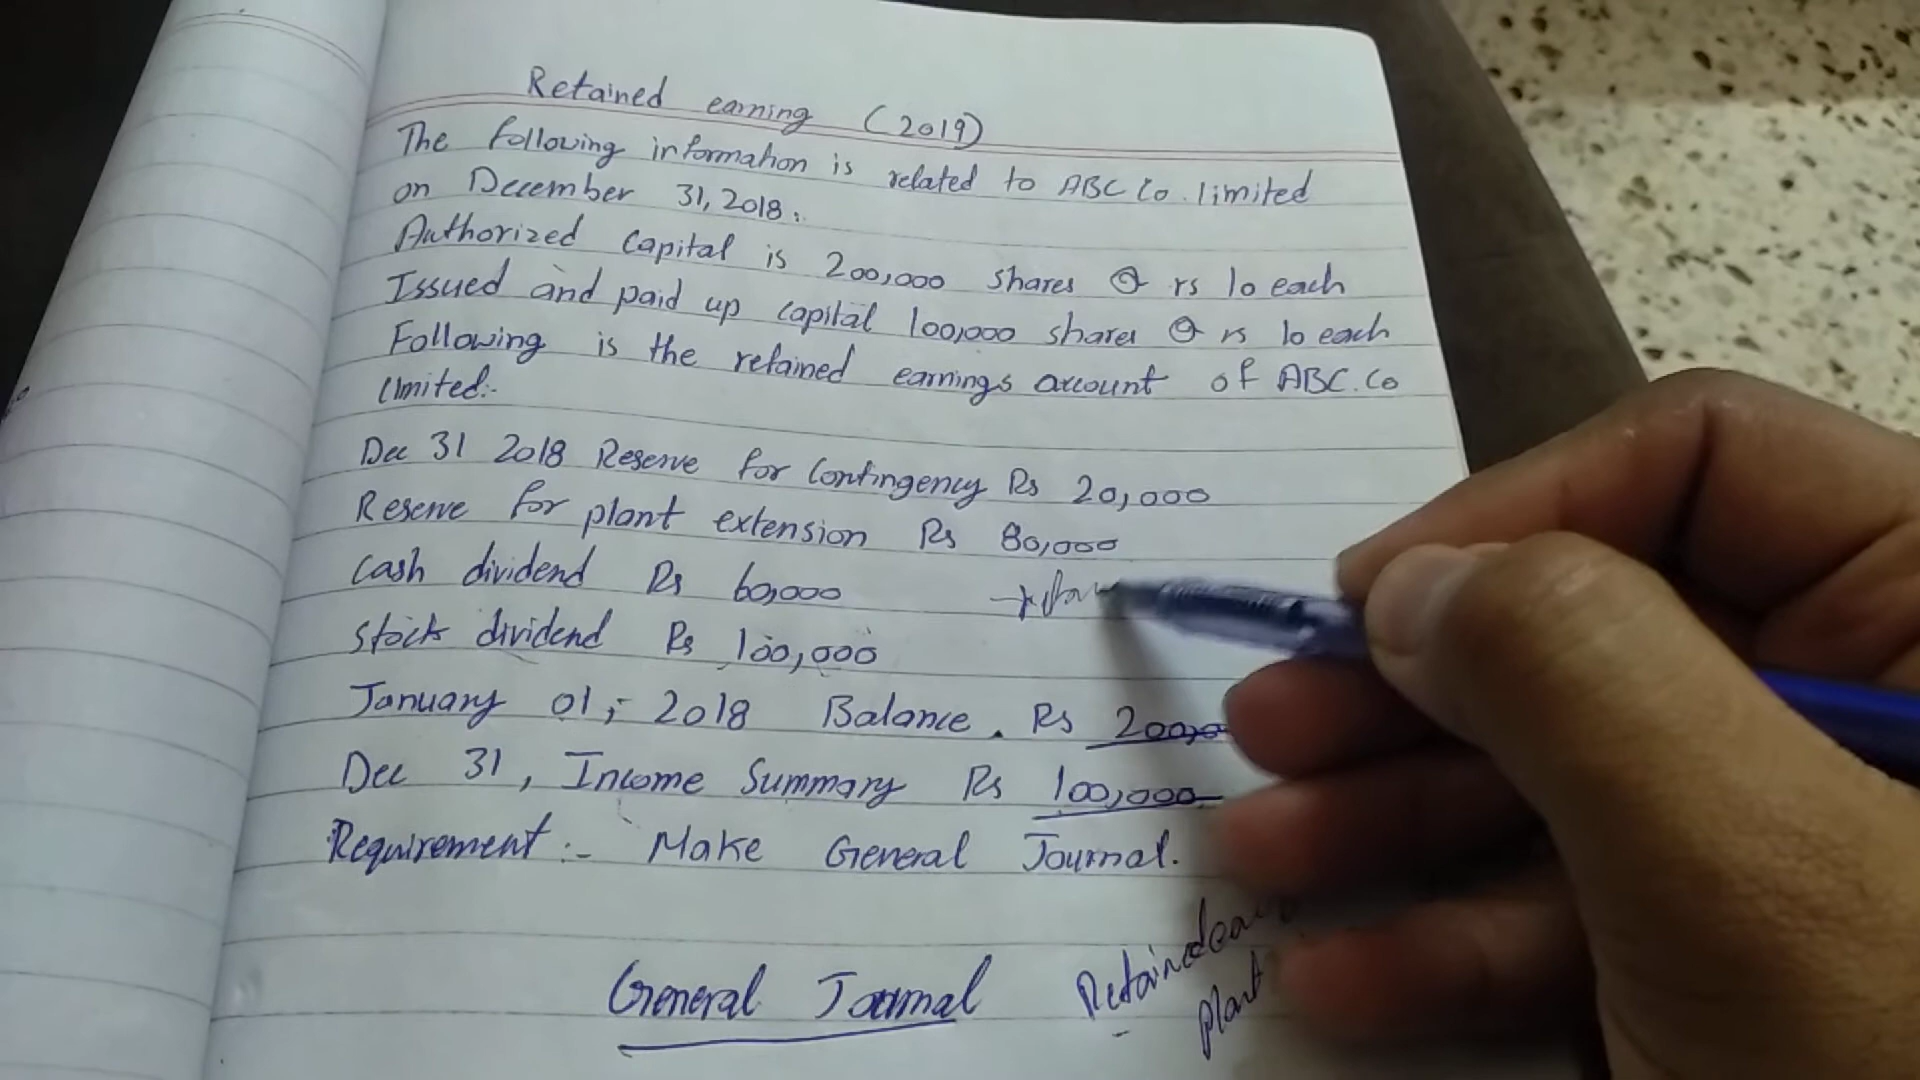 Retained earning (2019)
The following information is related to ABC Co. limited
on December 31, 2018.
Authorized Capital is 200,000 shares @ rs 10 each
Issued and paid up capital 100,000 shares @ rs 10 each
Following is the retained earnings account of ABC. Co
limited:-
Dec 31 2018 Reserve for Contingency Rs 20,000
Reserve for plant extension Rs 80,000
Cash dividend Rs 60,000
Stock dividend Rs 100,000
January 01, 2018 Balance. Rs
Dec 31, Income Summary Rs 100,000
Requirement:- Make General Journal.
General Journal
Plant